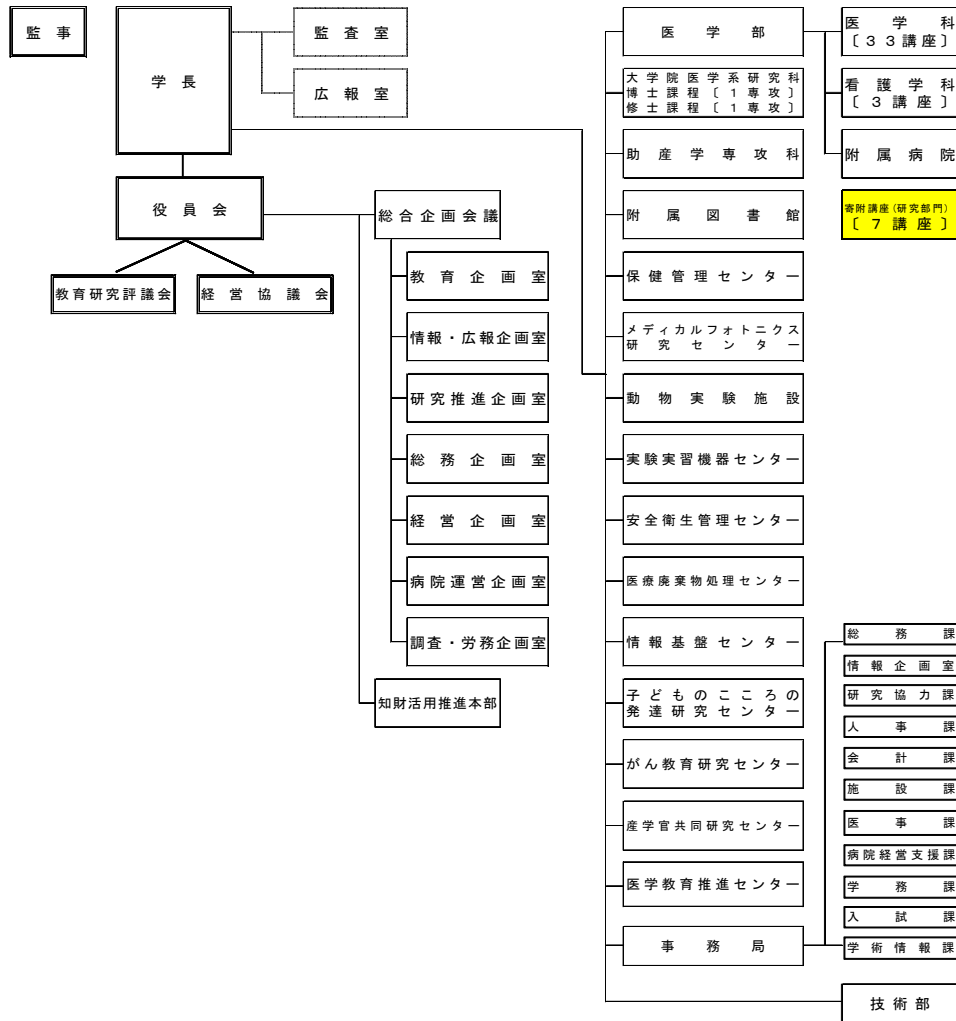 監事
学長
監査室
広報室
役員会
教育研究評議会
経営協議会
総合企画会議
教育企画室
情報・広報企画室
研究推進企画室
総務企画室
経営企画室
病院運営企画室
調査・労務企画室
知財活用推進本部
医学部
大学院医学系研究科
博士課程〔1専攻〕
修士課程〔1専攻〕
助産学専攻科
附属図書館
保健管理センター
メディカルフォトニクス
研究センター
動物実験施設
実験実習機器センター
安全衛生管理センター
医療廃棄物処理センター
情報基盤センター
子どものこころの
発達研究センター
がん教育研究センター
産学官共同研究センター
医学教育推進センター
事務局
医学科
〔33講座〕
看護学科
〔3講座〕
附属病院
寄附講座(研究部門)
〔7講座〕
総務課
情報企画室
研究協力課
人事課
会計課
施設課
医事課
病院経営支援課
学務課
入試課
学術情報課
技術部